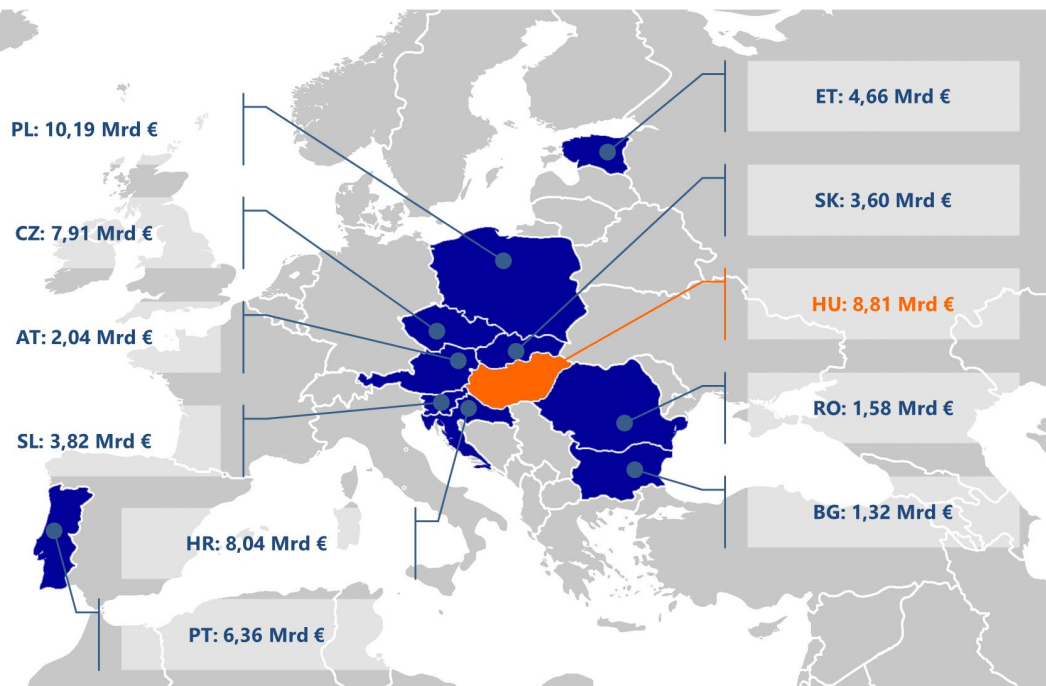 PL: 10,19 Mrd €
CZ: 7,91 Mrd €
AT: 2,04 Mrd €
SL: 3,82 Mrd €
HR: 8,04 Mrd €
PT: 6,36 Mrd €
ET: 4,66 Mrd €
SK: 3,60 Mrd €
HU: 8,81 Mrd €
RO: 1,58 Mrd €
BG: 1,32 Mrd €